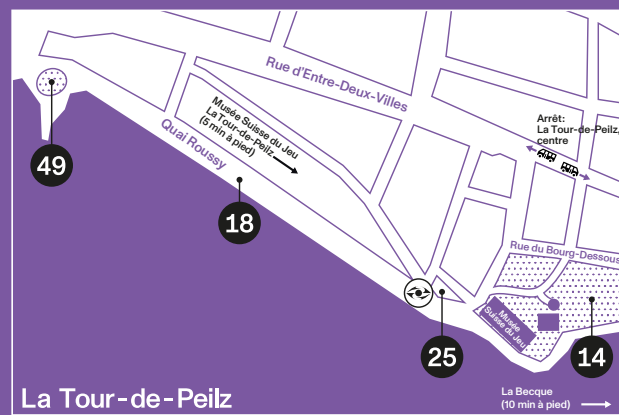 Rue d'Entre-Deux-Villes
49
Musée Suisse du Jeu
La Tour-de-Peilz
(5 min à pied)
Arrêt:
La Tour-de-Peilz,
centre
Quai Roussy
18
Rue du Bourg-Dessous
Musée
Suisse du Jeu
25
14
La Tour-de-Peilz
La Becque
(10 min à pied)